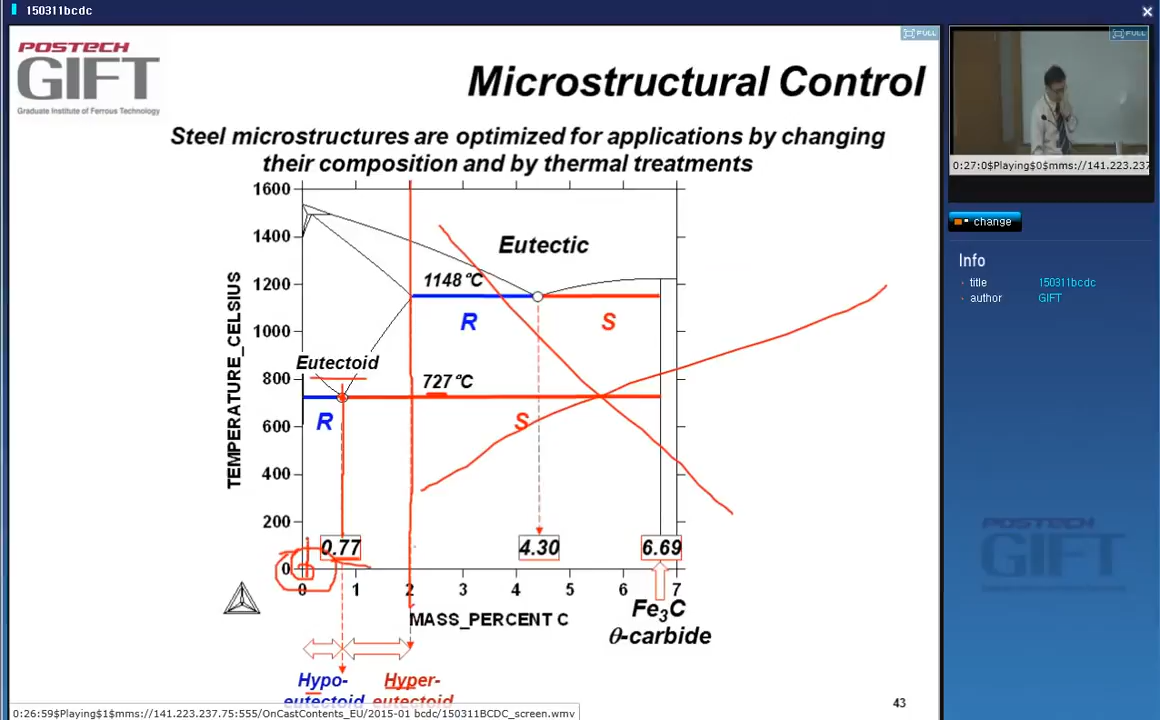 150311bcdc
POSTECH
GIFT
Graduate Institute of Ferrous Technology
FULL
FULL
Microstructural Control
Steel microstructures are optimized for applications by changing
their composition and by thermal treatments
1600
1400
1200
1000
800
600
400
200
0
TEMPERATURE_CELSIUS
Eutectic
1148℃
R
S
Eutectoid
727℃
R
S
0.77
4.30
6.69
0 1 2 3 4 5 6 7
MASS_PERCENT C
Fe3C
θ-carbide
Hypo-
eutectoid
Hyper-
eutectoid
43
0:26:59$Playing$1$mms://141.223.237.75:555/OnCastContents_EU/2015-01 bcdc/150311BCDC_screen.wmv
0:27:0$Playing$0$mms://141.223.237
change
Info
title 150311bcdc
author GIFT
POSTECH
GIFT